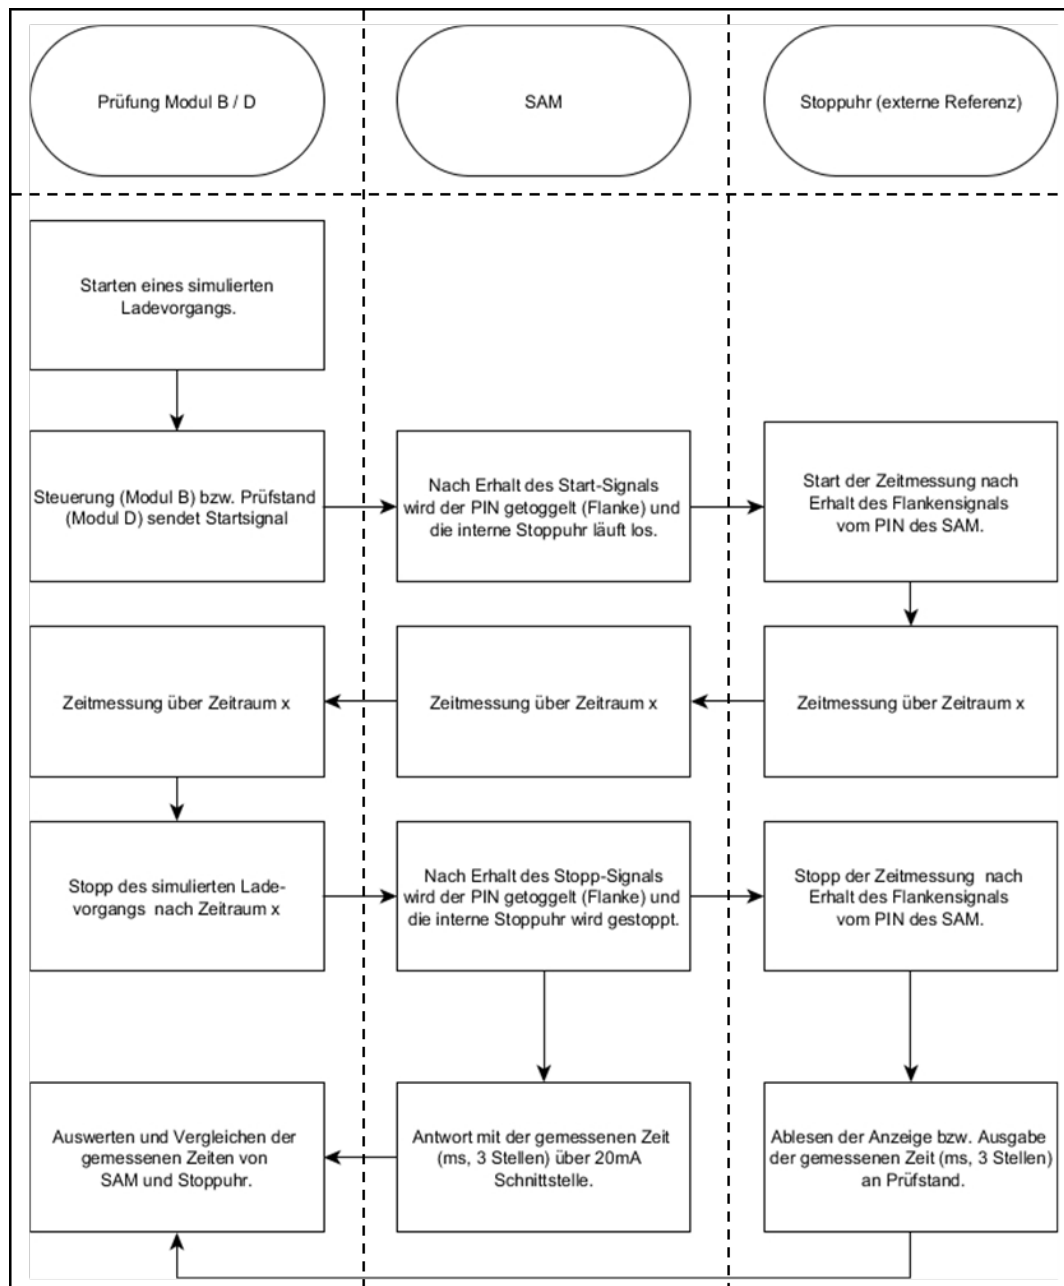 Prüfung Modul B / D
SAM
Stoppuhr (externe Referenz)
Starten eines simulierten
Ladevorgangs.
Steuerung (Modul B) bzw. Prüfstand
(Modul D) sendet Startsignal
Nach Erhalt des Start-Signals
wird der PIN getoggelt (Flanke) und
die interne Stoppuhr läuft los.
Start der Zeitmessung nach
Erhalt des Flankensignals
vom PIN des SAM.
Zeitmessung über Zeitraum x
Zeitmessung über Zeitraum x
Zeitmessung über Zeitraum x
Stopp des simulierten Lade-
vorgangs nach Zeitraum x
Nach Erhalt des Stopp-Signals
wird der PIN getoggelt (Flanke) und
die interne Stoppuhr wird gestoppt.
Stopp der Zeitmessung nach
Erhalt des Flankensignals
vom PIN des SAM.
Auswerten und Vergleichen der
gemessenen Zeiten von
SAM und Stoppuhr.
Antwort mit der gemessenen Zeit
(ms, 3 Stellen) über 20mA
Schnittstelle.
Ablesen der Anzeige bzw. Ausgabe
der gemessenen Zeit (ms, 3 Stellen)
an Prüfstand.